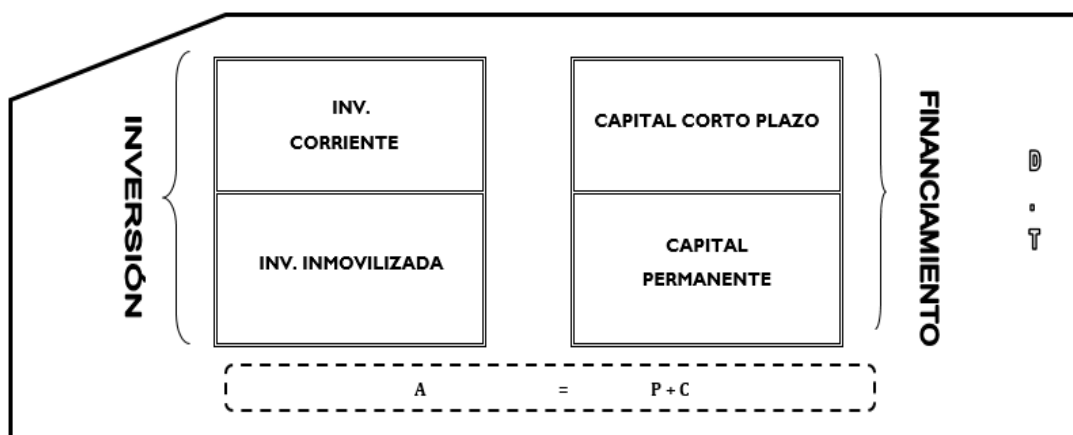 INVERSIÓN
INV.
CORRIENTE
INV. INMOVILIZADA
CAPITAL CORTO PLAZO
CAPITAL
PERMANENTE
FINANCIAMIENTO
D.T
A = P + C